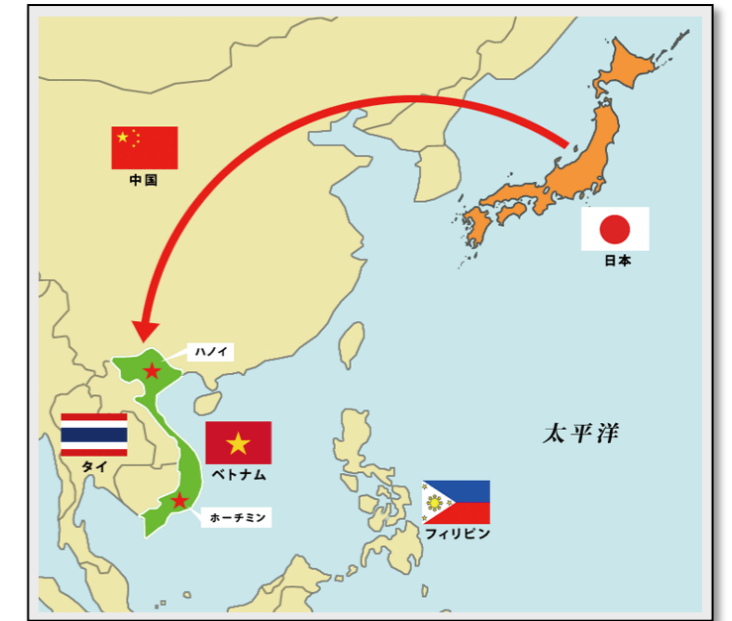 中国
日本
ハノイ
タイ
ベトナム
太平洋
ホーチミン
フィリピン